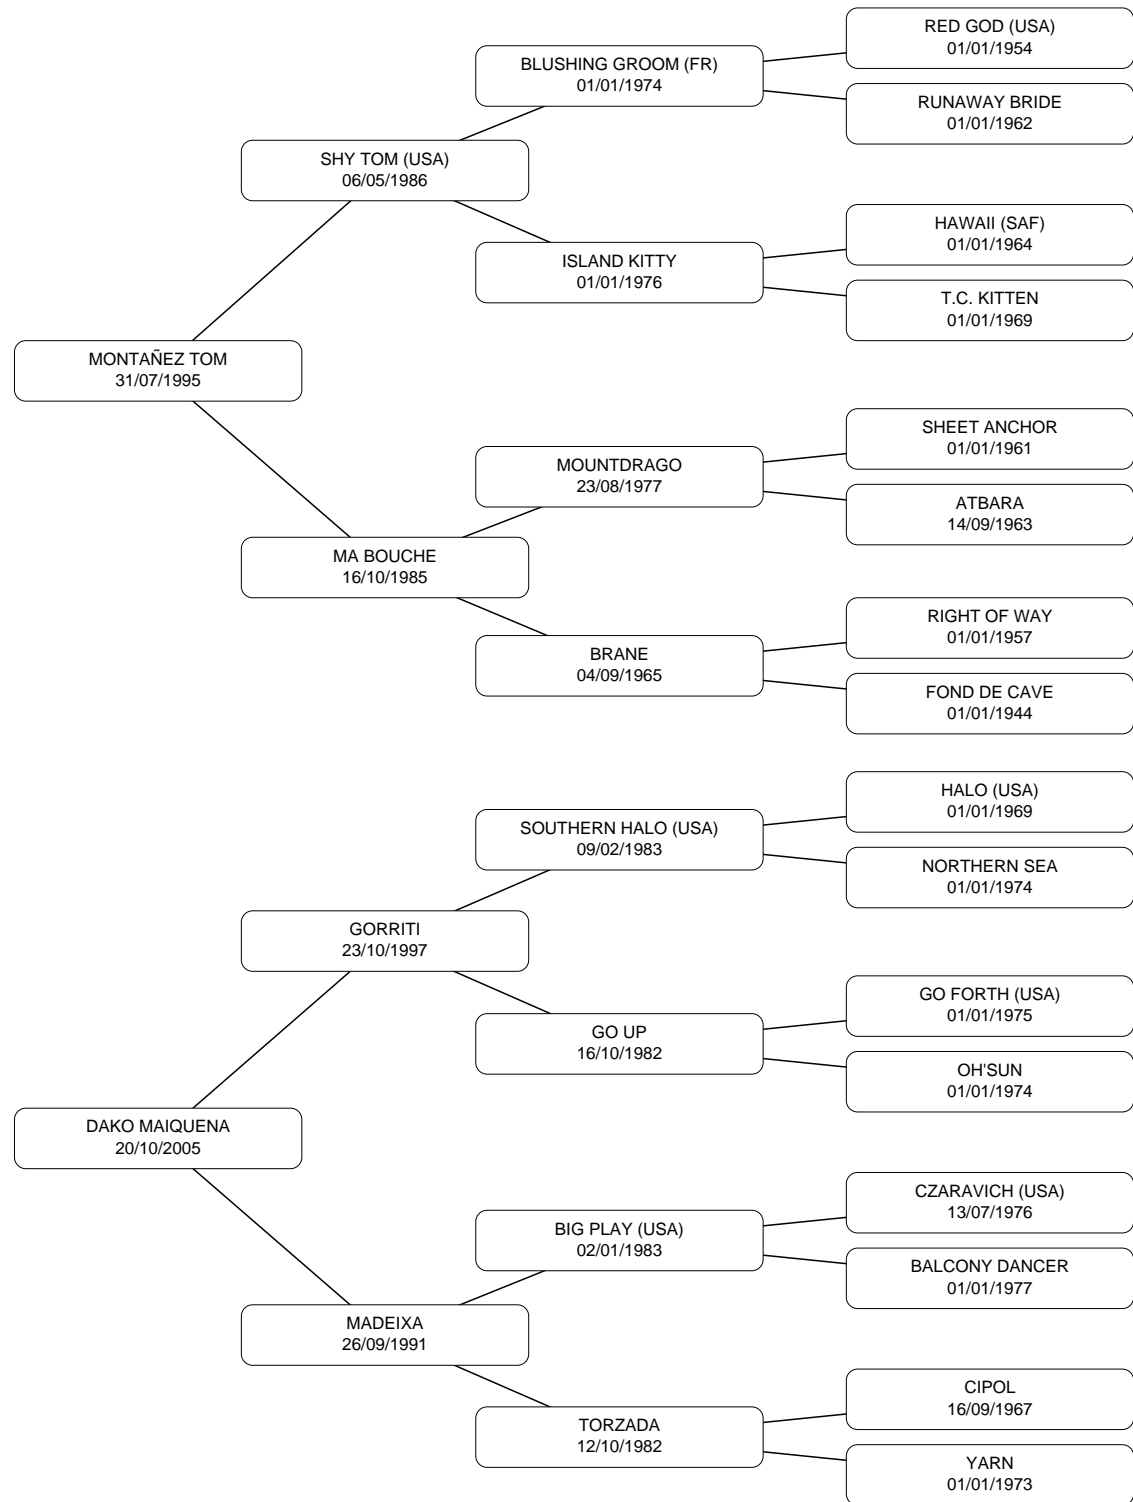 RED GOD (USA)
01/01/1954
BLUSHING GROOM (FR)
01/01/1974
RUNAWAY BRIDE
01/01/1962
SHY TOM (USA)
06/05/1986
HAWAII (SAF)
01/01/1964
ISLAND KITTY
01/01/1976
T.C. KITTEN
01/01/1969
MONTAÑEZ TOM
31/07/1995
SHEET ANCHOR
01/01/1961
MOUNTDRAGO
23/08/1977
ATBARA
14/09/1963
MA BOUCHE
16/10/1985
RIGHT OF WAY
01/01/1957
BRANE
04/09/1965
FOND DE CAVE
01/01/1944
HALO (USA)
01/01/1969
SOUTHERN HALO (USA)
09/02/1983
NORTHERN SEA
01/01/1974
GORRITI
23/10/1997
GO FORTH (USA)
01/01/1975
GO UP
16/10/1982
OH'SUN
01/01/1974
DAKO MAIQUENA
20/10/2005
CZARAVICH (USA)
13/07/1976
BIG PLAY (USA)
02/01/1983
BALCONY DANCER
01/01/1977
MADEIXA
26/09/1991
CIPOL
16/09/1967
TORZADA
12/10/1982
YARN
01/01/1973